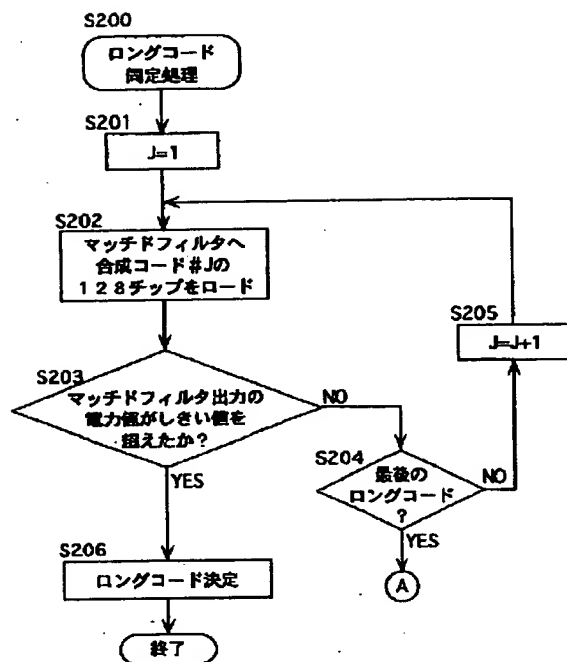 S200
ロングコード
同定処理
S201
J=1
S202
マッチドフィルタへ
合成コード#Jの
128チップをロード
S205
J=J+1
S203
マッチドフィルタ出力の
電力値がしきい値を
超えたか?
NO
YES
S204
最後の
ロングコード
?
NO
YES
A
S206
ロングコード決定
終了